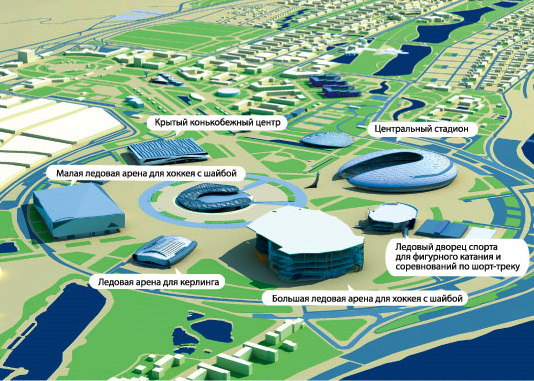 Крытый конькобежный центр
Центральный стадион
Малая ледовая арена для хоккея с шайбой
Ледовый дворец спорта
для фигурного катания и
соревнований по шорт-треку
Ледовая арена для керлинга
Большая ледовая арена для хоккея с шайбой